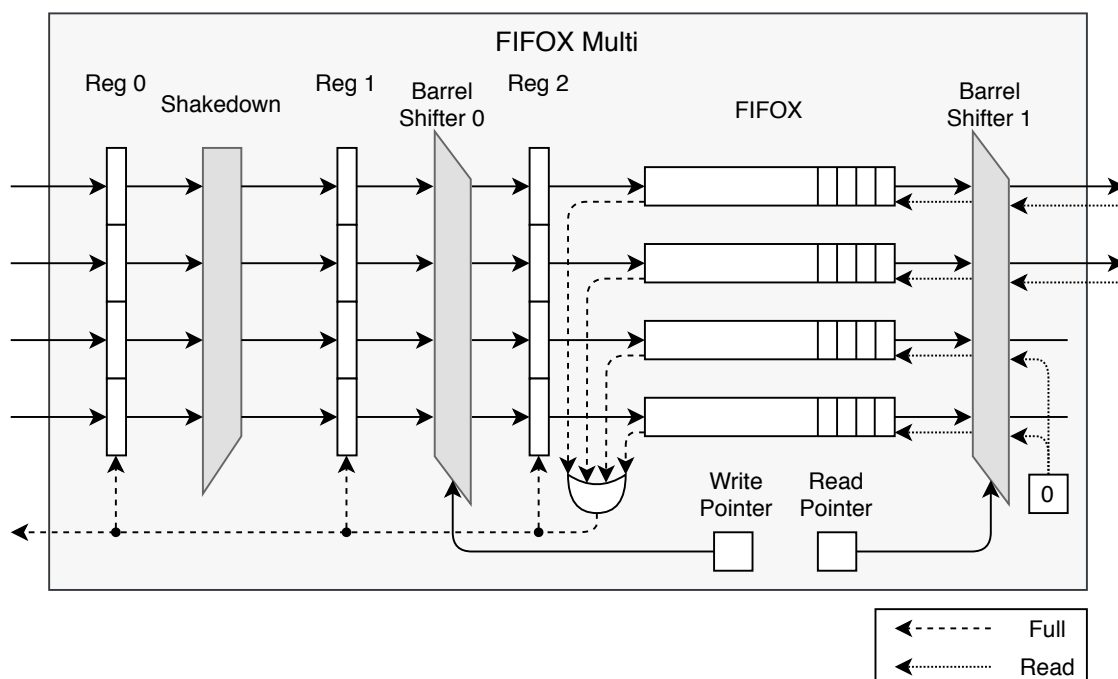 FIFOX Multi
Reg 0
Shakedown
Reg 1
Barrel
Shifter 0
Reg 2
FIFOX
Barrel
Shifter 1
Write
Pointer
Read
Pointer
0
Full
Read